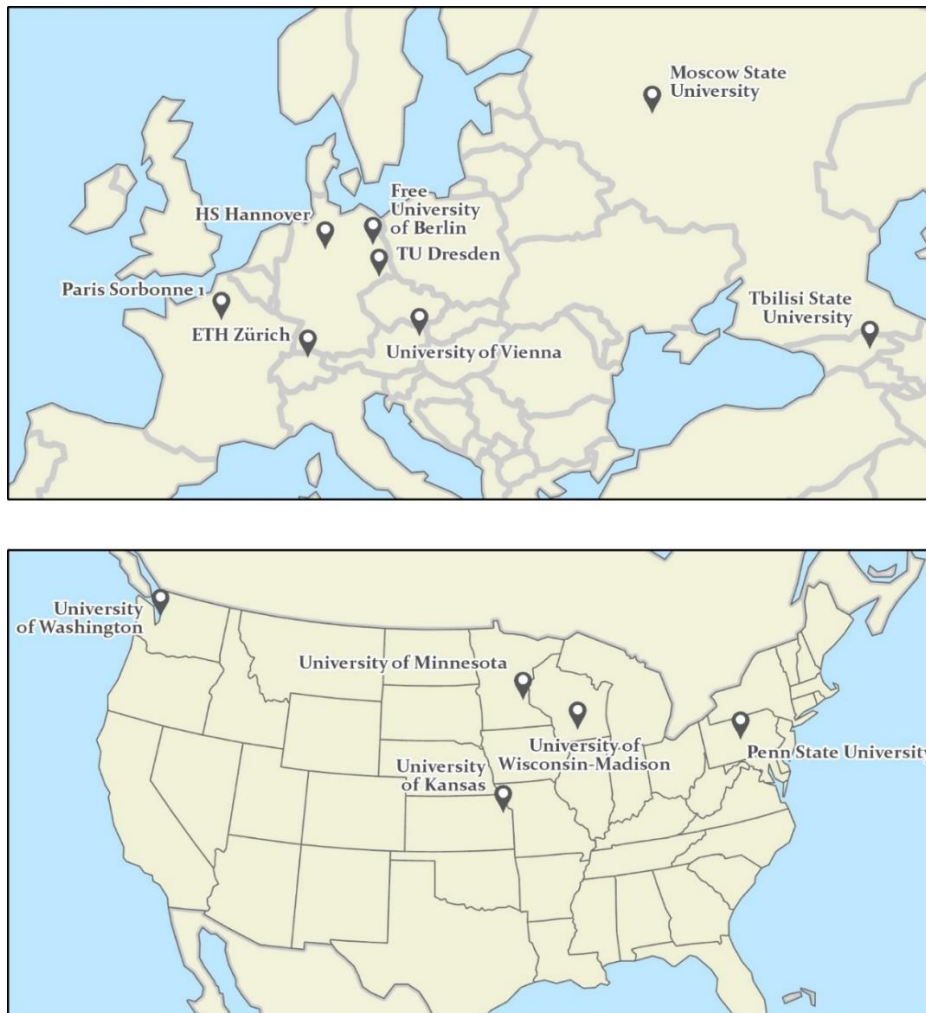 Moscow State
University
Free
University
of Berlin
HS Hannover
TU Dresden
Paris Sorbonne 1
Tbilisi State
University
ETH Zürich
University of Vienna
University
of Washington
University of Minnesota
University of
Wisconsin-Madison
Penn State University
University
of Kansas